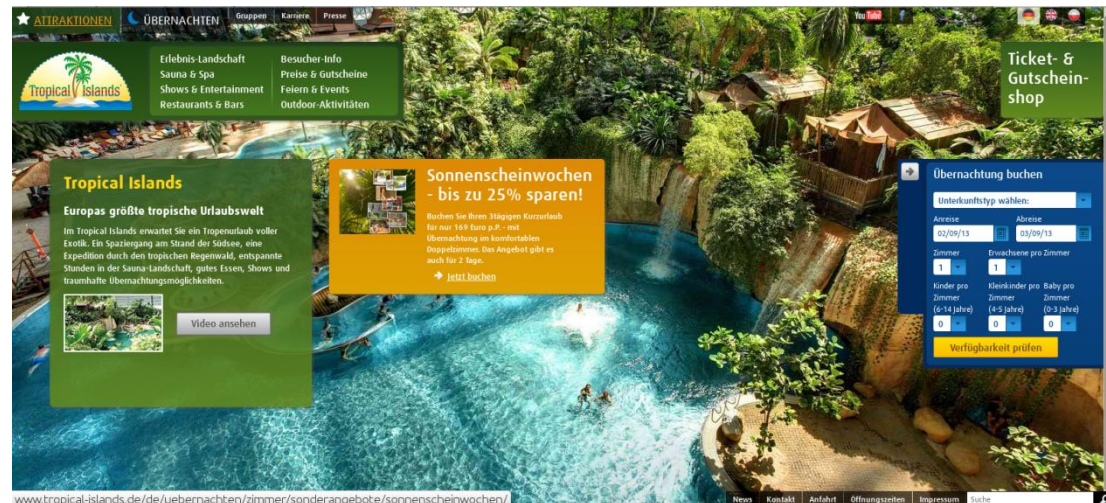 ATTRAKTIONEN
ÜBERNACHTEN
Gruppen Karriere Presse
You Tube
f
Tropical Islands
Erlebnis-Landschaft
Sauna & Spa
Shows & Entertainment
Restaurants & Bars
Besucher-Info
Preise & Gutscheine
Feiern & Events
Outdoor-Aktivitäten
Ticket- &
Gutschein-
shop
Tropical Islands
Europas größte tropische Urlaubswelt
Im Tropical Islands erwartet Sie ein Tropenurlaub voller
Exotik. Ein Spaziergang am Strand der Südsee, eine
Expedition durch den tropischen Regenwald, entspannte
Stunden in der Sauna-Landschaft, gutes Essen, Shows und
traumhafte Übernachtungsmöglichkeiten.
Video ansehen
Sonnenscheinwochen
- bis zu 25% sparen!
Buchen Sie Ihren 3tägigen Kurzurlaub
für nur 169 Euro p.P. - mit
Übernachtung im komfortablen
Doppelzimmer. Das Angebot gibt es
auch für 2 Tage.
Jetzt buchen
Übernachtung buchen
Unterkunftstyp wählen:
Anreise Abreise
02/09/13 03/09/13
Zimmer Erwachsene pro Zimmer
1 1
Kinder pro Kleinkinder pro Baby pro
Zimmer Zimmer Zimmer
(6-14 Jahre) (4-5 Jahre) (0-3 Jahre)
0 0 0
Verfügbarkeit prüfen
www.tropical-islands.de/de/uebernachten/zimmer/sonderangebote/sonnenscheinwochen/
News Kontakt Anfahrt Öffnungszeiten Impressum Suche